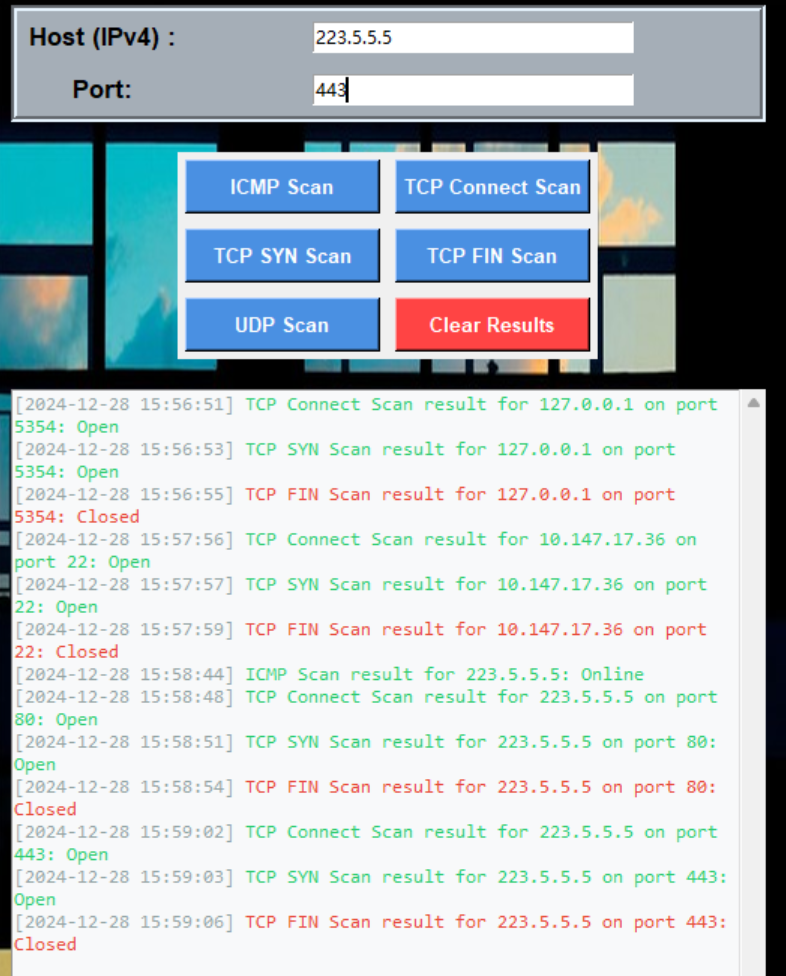 Host (IPv4) :
223.5.5.5
Port:
443
ICMP Scan
TCP Connect Scan
TCP SYN Scan
TCP FIN Scan
UDP Scan
Clear Results
[2024-12-28 15:56:51] TCP Connect Scan result for 127.0.0.1 on port
5354: Open
[2024-12-28 15:56:53] TCP SYN Scan result for 127.0.0.1 on port
5354: Open
[2024-12-28 15:56:55] TCP FIN Scan result for 127.0.0.1 on port
5354: Closed
[2024-12-28 15:57:56] TCP Connect Scan result for 10.147.17.36 on
port 22: Open
[2024-12-28 15:57:57] TCP SYN Scan result for 10.147.17.36 on port
22: Open
[2024-12-28 15:57:59] TCP FIN Scan result for 10.147.17.36 on port
22: Closed
[2024-12-28 15:58:44] ICMP Scan result for 223.5.5.5: Online
[2024-12-28 15:58:48] TCP Connect Scan result for 223.5.5.5 on port
80: Open
[2024-12-28 15:58:51] TCP SYN Scan result for 223.5.5.5 on port 80:
Open
[2024-12-28 15:58:54] TCP FIN Scan result for 223.5.5.5 on port 80:
Closed
[2024-12-28 15:59:02] TCP Connect Scan result for 223.5.5.5 on port
443: Open
[2024-12-28 15:59:03] TCP SYN Scan result for 223.5.5.5 on port 443:
Open
[2024-12-28 15:59:06] TCP FIN Scan result for 223.5.5.5 on port 443:
Closed